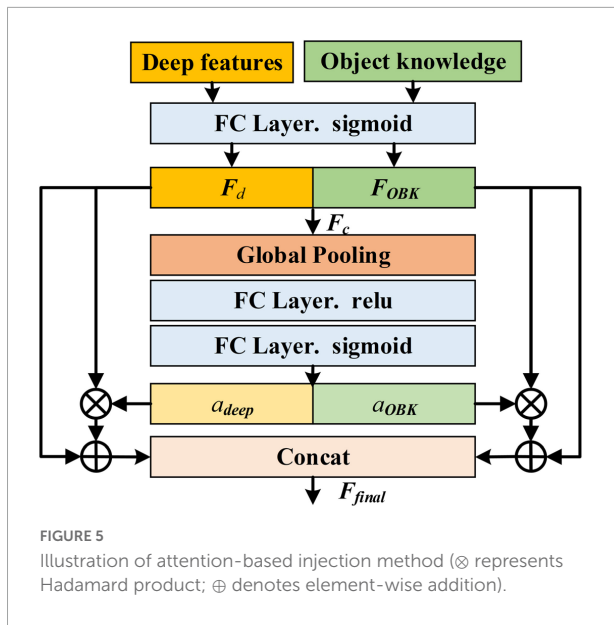 Deep features
Object knowledge
FC Layer. sigmoid
F_d
F_OBK
F_c
Global Pooling
FC Layer. relu
FC Layer. sigmoid
a_deep
a_OBK
Concat
F_final
FIGURE 5
Illustration of attention-based injection method (⊗ represents
Hadamard product; ⊕ denotes element-wise addition).